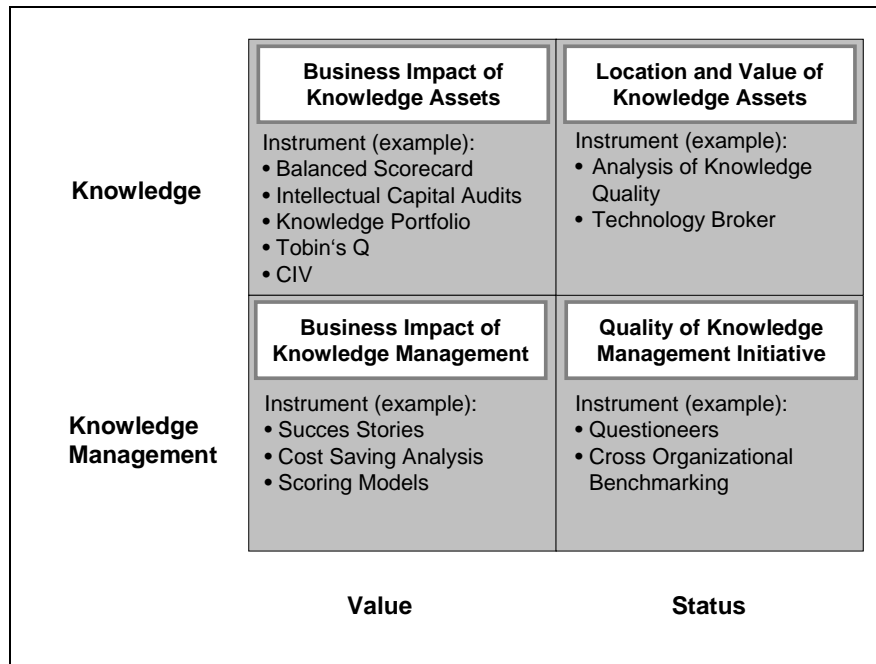 Business Impact of
Knowledge Assets
Instrument (example):
• Balanced Scorecard
• Intellectual Capital Audits
• Knowledge Portfolio
• Tobin‘s Q
• CIV
Location and Value of
Knowledge Assets
Instrument (example):
• Analysis of Knowledge
Quality
• Technology Broker
Knowledge
Business Impact of
Knowledge Management
Instrument (example):
• Succes Stories
• Cost Saving Analysis
• Scoring Models
Quality of Knowledge
Management Initiative
Instrument (example):
• Questioneers
• Cross Organizational
Benchmarking
Knowledge
Management
Value
Status